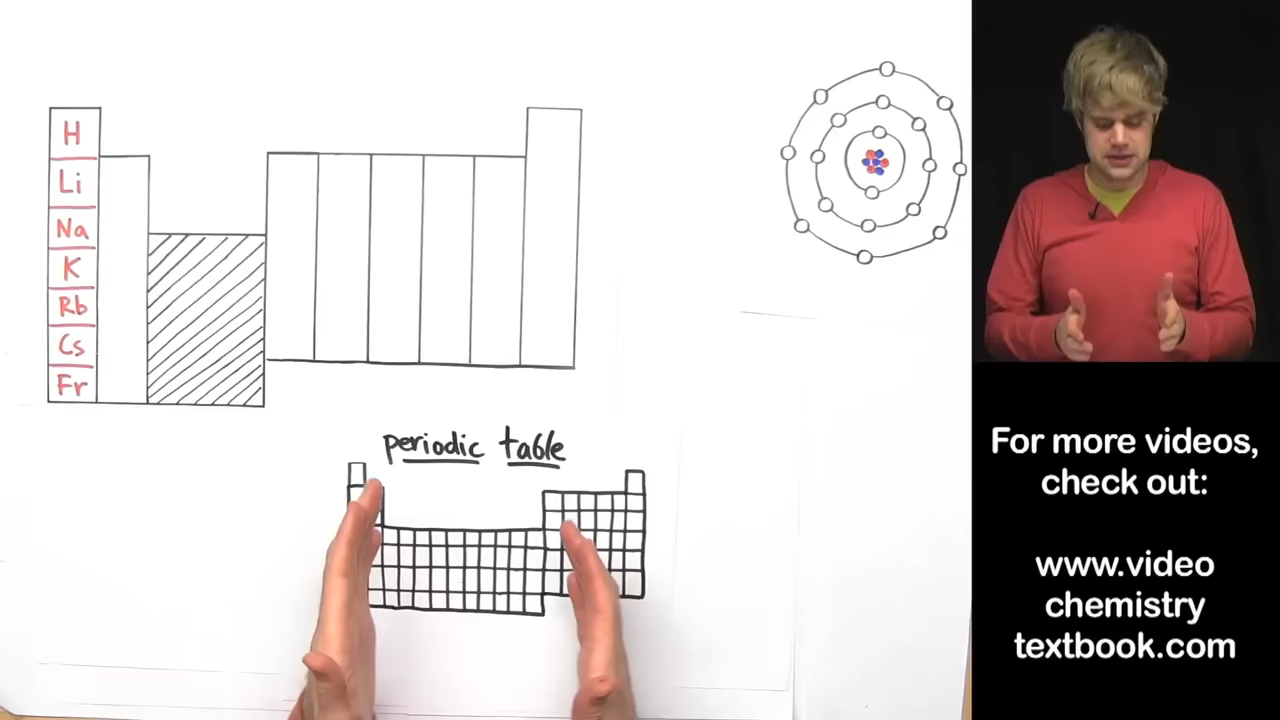 H
Li
Na
K
Rb
Cs
Fr
periodic table
For more videos,
check out:
www.video
chemistry
textbook.com